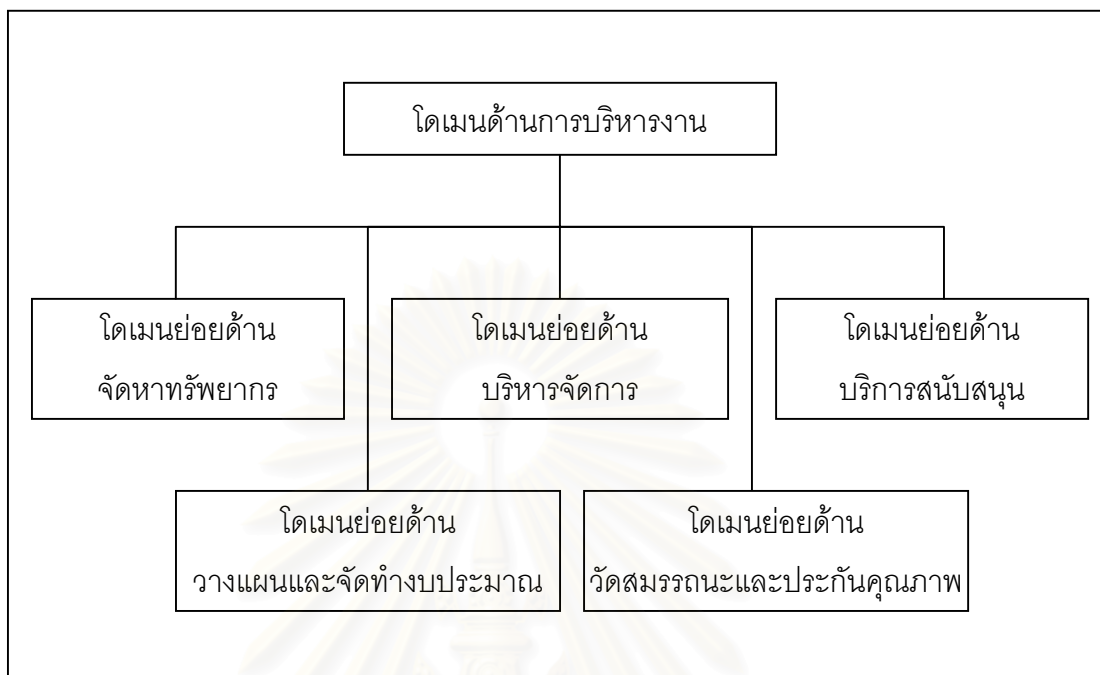 โดเมนด้านการบริหารงาน
โดเมนย่อยด้าน
จัดหาทรัพยากร
โดเมนย่อยด้าน
บริหารจัดการ
โดเมนย่อยด้าน
บริการสนับสนุน
โดเมนย่อยด้าน
วางแผนและจัดทำงบประมาณ
โดเมนย่อยด้าน
วัดสมรรถนะและประกันคุณภาพ